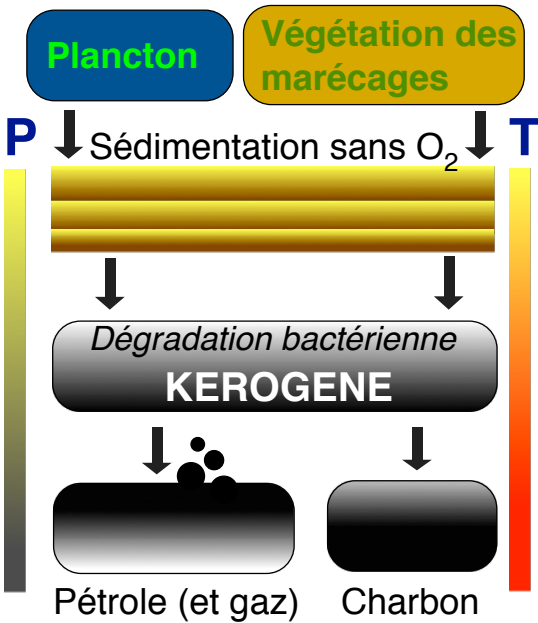 Plancton
Végétation des
marécages
P
Sédimentation sans O₂
T
Dégradation bactérienne
KEROGENE
Pétrole (et gaz)
Charbon